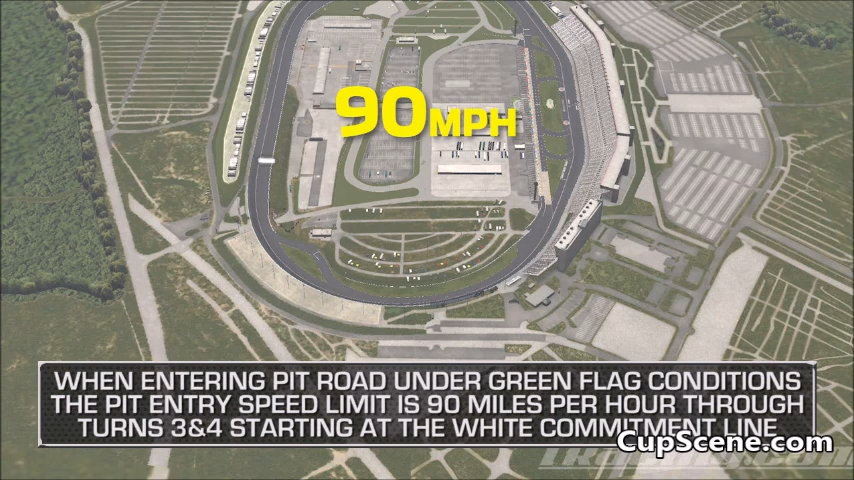 90MPH
WHEN ENTERING PIT ROAD UNDER GREEN FLAG CONDITIONS
THE PIT ENTRY SPEED LIMIT IS 90 MILES PER HOUR THROUGH
TURNS 3&4 STARTING AT THE WHITE COMMITMENT LINE
CupScene.com